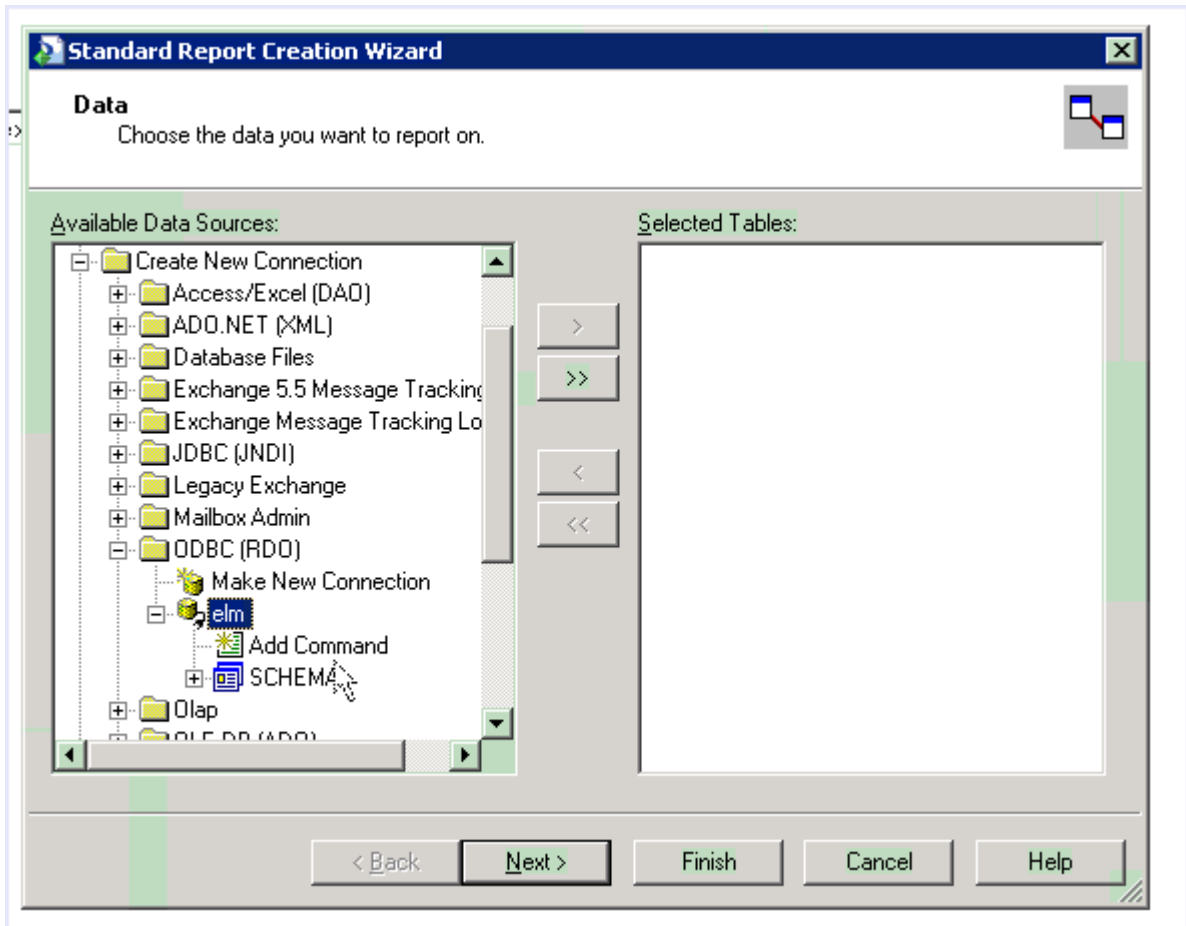 Standard Report Creation Wizard
Data
Choose the data you want to report on.
Available Data Sources:
Selected Tables:
Create New Connection
Access/Excel (DAO)
ADO.NET (XML)
Database Files
Exchange 5.5 Message Tracking
Exchange Message Tracking Lo
JDBC (JNDI)
Legacy Exchange
Mailbox Admin
ODBC (RDO)
Make New Connection
elm
Add Command
SCHEMA
Olap
OLE DB (ADO)
>
>>
<
<<
< Back
Next >
Finish
Cancel
Help